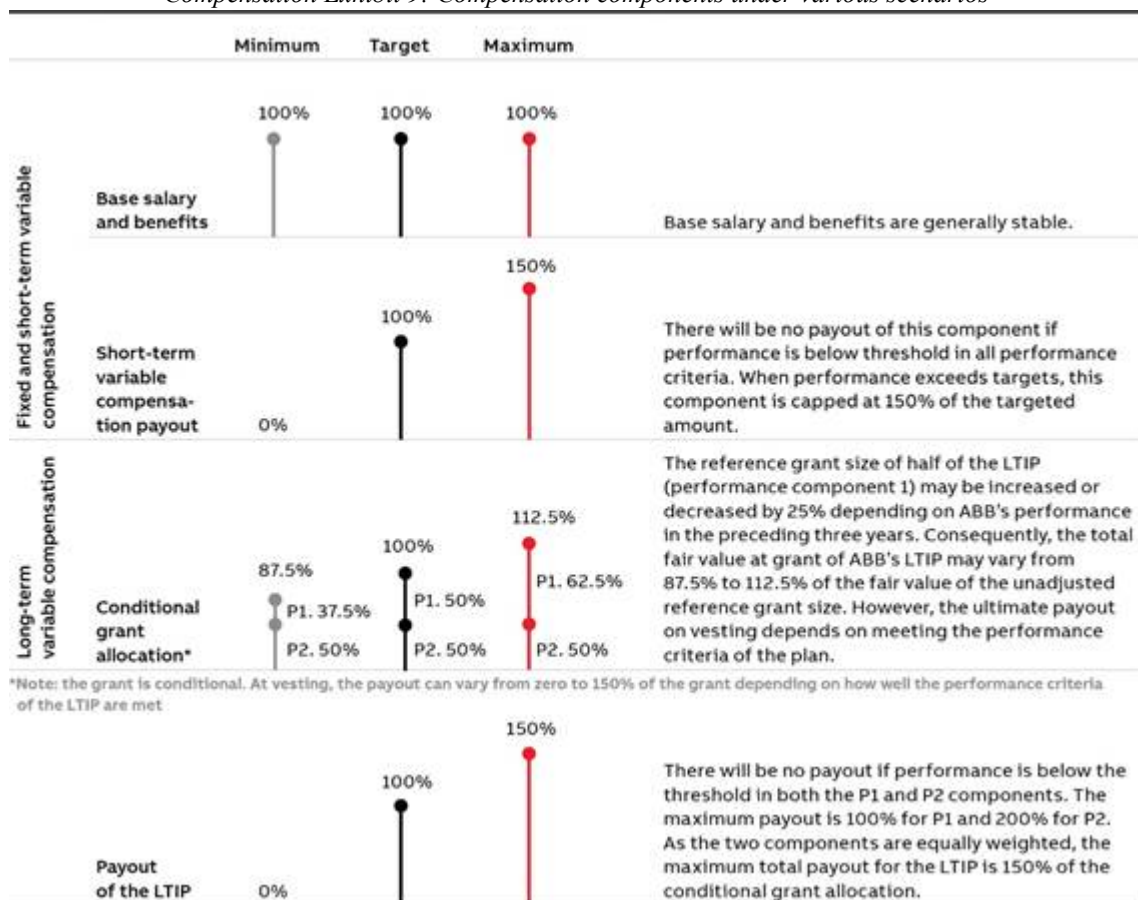 Compensation Exhibit 9: Compensation components under various scenarios
Minimum Target Maximum
Fixed and short-term variable
compensation
100% 100% 100%
Base salary
and benefits
Base salary and benefits are generally stable.
150%
100%
Short-term
variable
compensa-
tion payout
0%
There will be no payout of this component if
performance is below threshold in all performance
criteria. When performance exceeds targets, this
component is capped at 150% of the targeted
amount.
Long-term
variable compensation
112.5%
100%
87.5%
P1. 37.5% P1. 50% P1. 62.5%
Conditional
grant
allocation*
P2. 50% P2. 50% P2. 50%
The reference grant size of half of the LTIP
(performance component 1) may be increased or
decreased by 25% depending on ABB's performance
in the preceding three years. Consequently, the total
fair value at grant of ABB's LTIP may vary from
87.5% to 112.5% of the fair value of the unadjusted
reference grant size. However, the ultimate payout
on vesting depends on meeting the performance
criteria of the plan.
*Note: the grant is conditional. At vesting, the payout can vary from zero to 150% of the grant depending on how well the performance criteria
of the LTIP are met
150%
100%
Payout
of the LTIP
0%
There will be no payout if performance is below the
threshold in both the P1 and P2 components. The
maximum payout is 100% for P1 and 200% for P2.
As the two components are equally weighted, the
maximum total payout for the LTIP is 150% of the
conditional grant allocation.